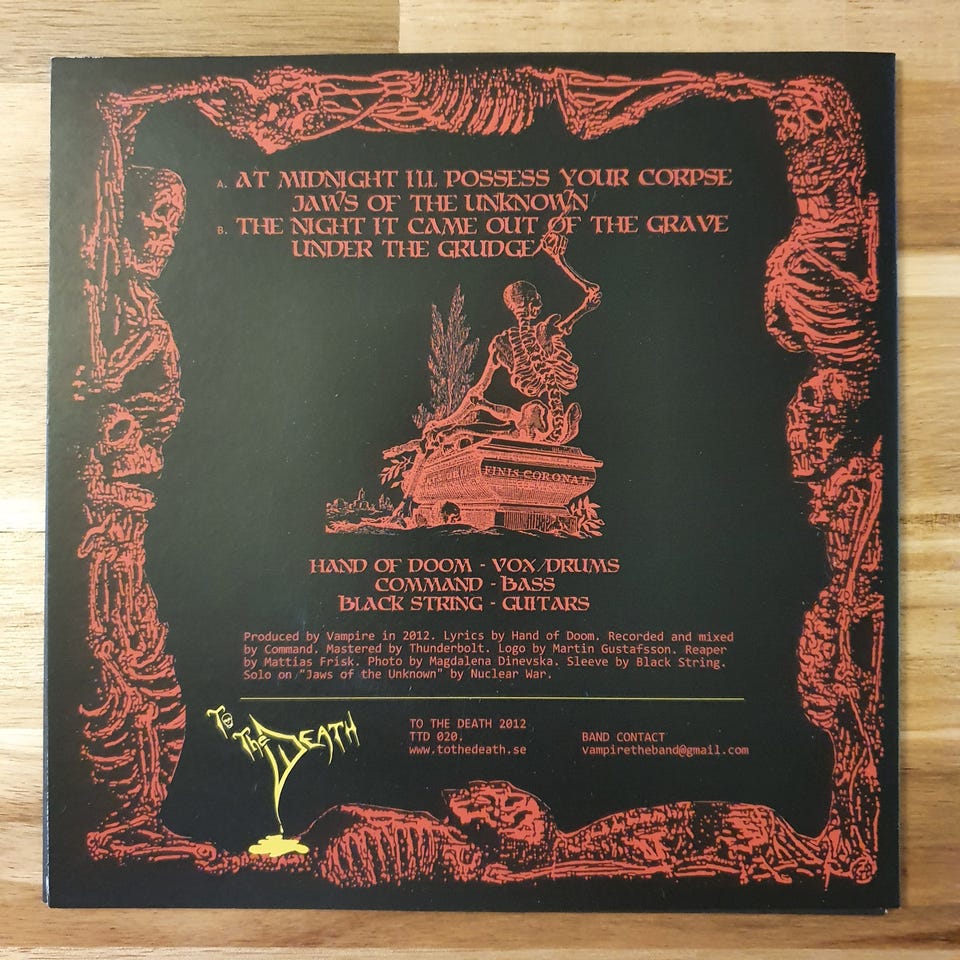 A. AT MIDNIGHT I'LL POSSESS YOUR CORPSE
JAWS OF THE UNKNOWN
B. THE NIGHT IT CAME OUT OF THE GRAVE
UNDER THE GRUDGE
FINIS CORONAT
HAND OF DOOM - VOX/DRUMS
COMMAND - BASS
BLACK STRING - GUITARS
Produced by Vampire in 2012. Lyrics by Hand of Doom. Recorded and mixed
by Command. Mastered by Thunderbolt. Logo by Martin Gustafsson. Reaper
by Mattias Frisk. Photo by Magdalena Dinevska. Sleeve by Black String.
Solo on "Jaws of the Unknown" by Nuclear War.
To The DEATH
TO THE DEATH 2012
TTD 020.
www.tothedeath.se
BAND CONTACT
vampiretheband@gmail.com